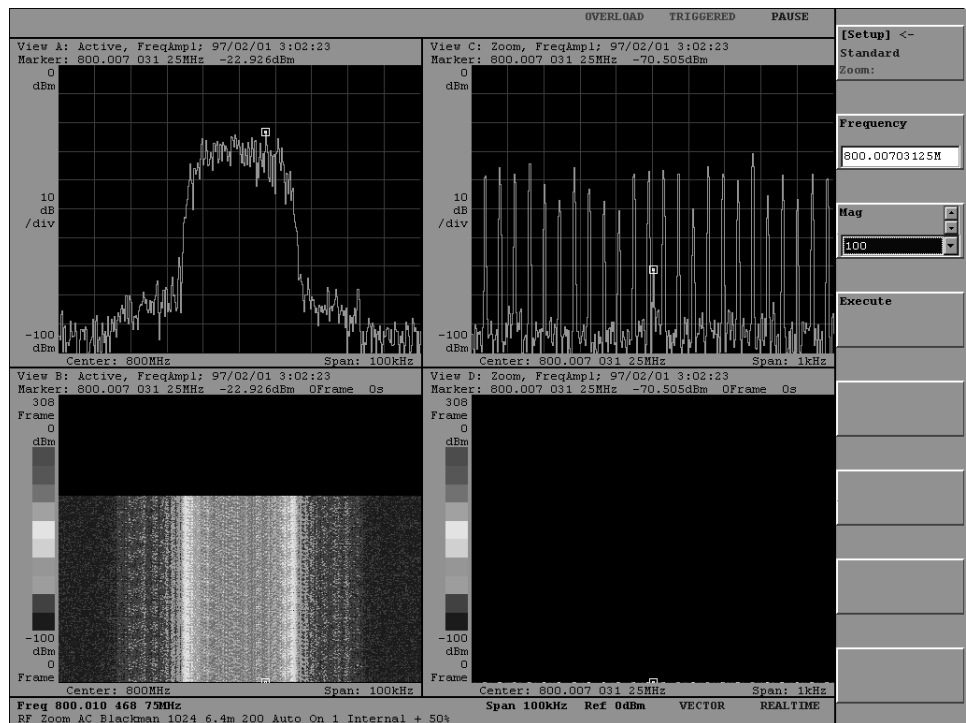 OVERLOAD TRIGGERED PAUSE
View A: Active, FreqAmpl; 97/02/01 3:02:23
Marker: 800.007 031 25MHz -22.926dBm
0
dBm
10
dB
/div
-100
dBm
Center: 800MHz Span: 100kHz
View C: Zoom, FreqAmpl; 97/02/01 3:02:23
Marker: 800.007 031 25MHz -70.505dBm
0
dBm
10
dB
/div
-100
dBm
Center: 800.007 031 25MHz Span: 1kHz
View B: Active, FreqAmpl; 97/02/01 3:02:23
Marker: 800.007 031 25MHz -22.926dBm 0Frame 0s
308
Frame
0
dBm
-100
dBm
0
Frame
Center: 800MHz Span: 100kHz
View D: Zoom, FreqAmpl; 97/02/01 3:02:23
Marker: 800.007 031 25MHz -70.505dBm 0Frame 0s
308
Frame
0
dBm
-100
dBm
0
Frame
Center: 800.007 031 25MHz Span: 1kHz
Freq 800.010 468 75MHz Span 100kHz Ref 0dBm VECTOR REALTIME
RF Zoom AC Blackman 1024 6.4m 200 Auto On 1 Internal + 50%
[Setup] <-
Standard
Zoom:
Frequency
800.00703125M
Mag
100
Execute